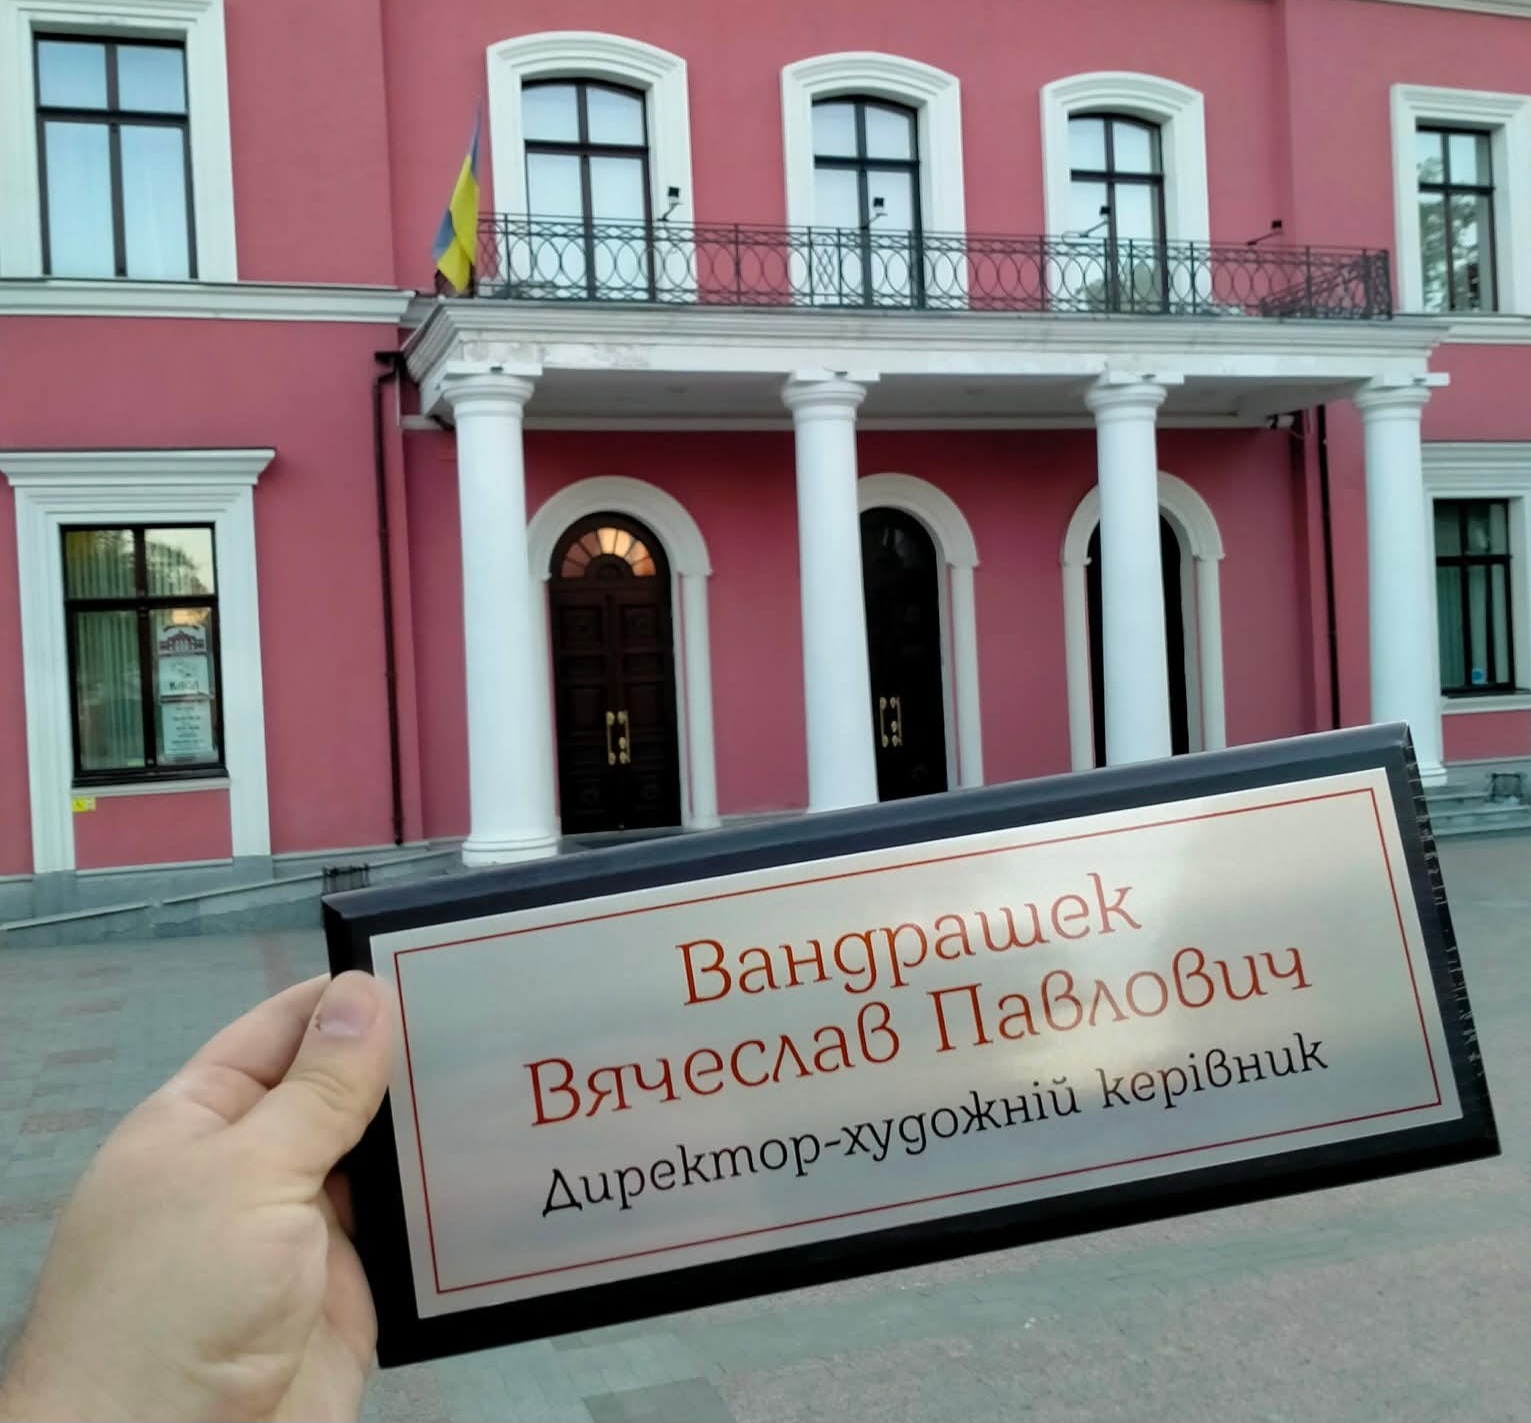 Вандрашек
Вячеслав Павлович
Директор-художній керівник